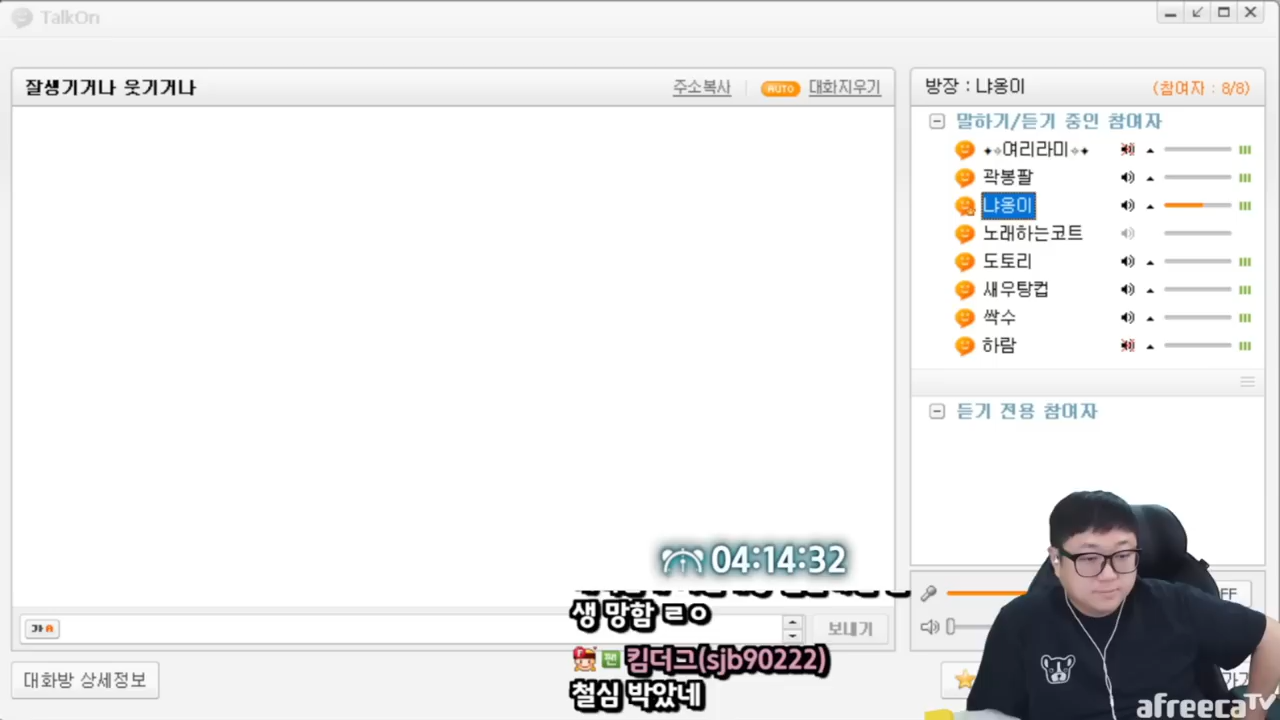 TalkOn
잘생기거나 웃기거나
주소복사
AUTO 대화지우기
방장 : 냐옹이
(참여자 : 8/8)
말하기/듣기 중인 참여자
여리라미
곽봉팔
냐옹이
노래하는코트
도토리
새우탕컵
싹수
하람
듣기 전용 참여자
04:14:32
생 망함 ㄹㅇ
팬 킴더그(sjb90222)
철심 박았네
가
보내기
대화방 상세정보
FF
afreecaTV